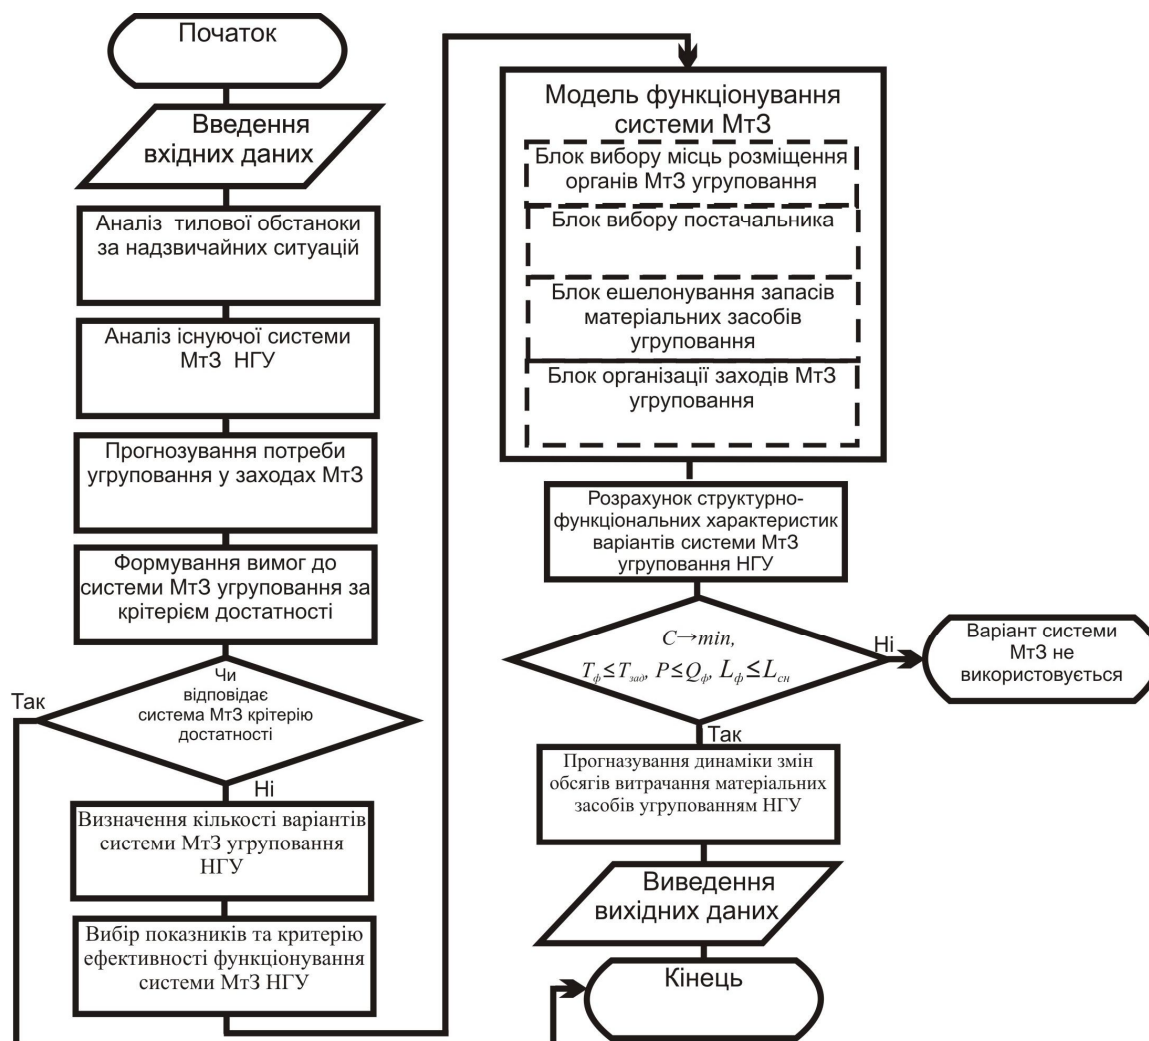 Початок
Введення
вхідних даних
Аналіз тилової обстаноки
за надзвичайних ситуацій
Аналіз існуючої системи
МтЗ НГУ
Прогнозування потреби
угруповання у заходах МтЗ
Формування вимог до
системи МтЗ угруповання за
крітерієм достатності
Так
Чи
відповідає
система МтЗ крітерію
достатності
Ні
Визначення кількості варіантів
системи МтЗ угруповання
НГУ
Вибір показників та критерію
ефективності функціонування
системи МтЗ НГУ
Модель функціонування
системи МтЗ
Блок вибору місць розміщення
органів МтЗ угруповання
Блок вибору постачальника
Блок ешелонування запасів
матеріальних засобів
угруповання
Блок організації заходів МтЗ
угруповання
Розрахунок структурно-
функціональних характеристик
варіантів системи МтЗ
угруповання НГУ
C→min,
Tф≤Tзад, P≤Qф, Lф≤Lсн
Ні
Варіант системи
МтЗ не
використовується
Так
Прогназування динаміки змін
обсягів витрачання матеріальних
засобів угрупованням НГУ
Виведення
вихідних даних
Кінець